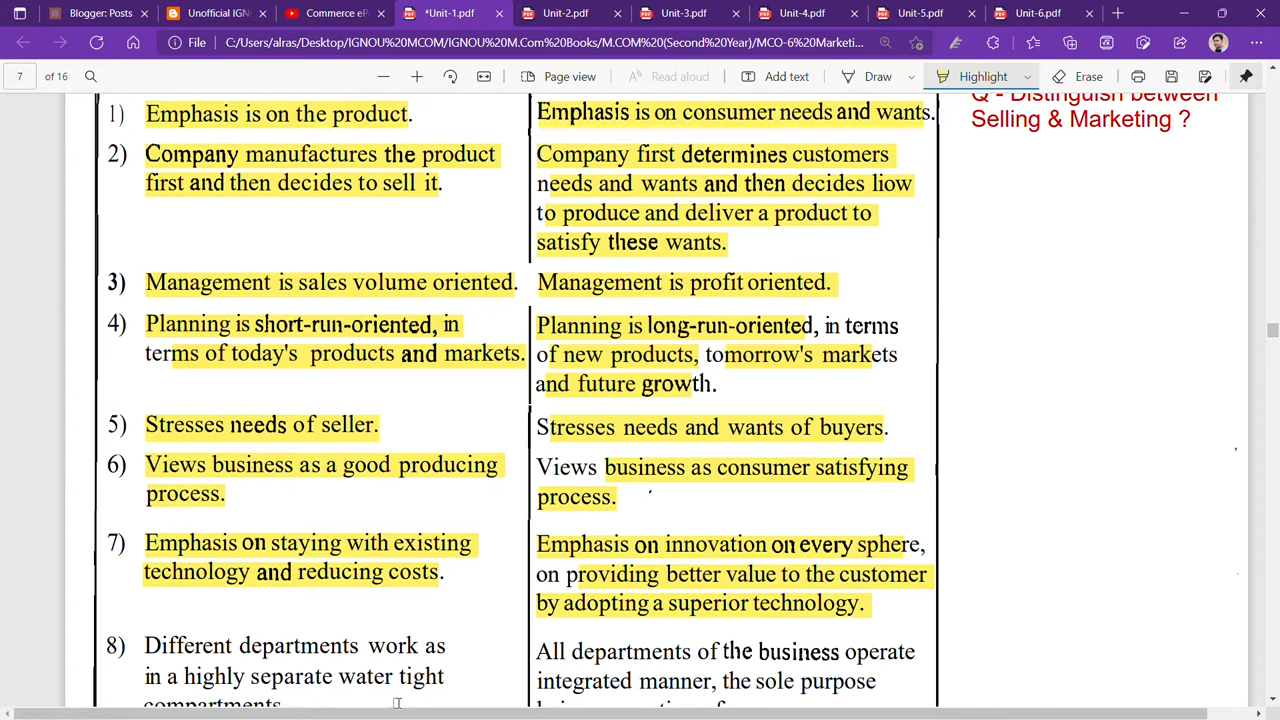 Blogger: Posts
Unofficial IGN
Commerce eP
*Unit-1.pdf
Unit-2.pdf
Unit-3.pdf
Unit-4.pdf
Unit-5.pdf
Unit-6.pdf
File
C:/Users/alras/Desktop/IGNOU%20MCOM/IGNOU%20M.Com%20Books/M.COM%20(Second%20Year)/MCO-6%20Marketi...
7 of 16
Page view
Read aloud
Add text
Draw
Highlight
Erase
1) Emphasis is on the product.
Emphasis is on consumer needs and wants.
2) Company manufactures the product
first and then decides to sell it.
Company first determines customers
needs and wants and then decides liow
to produce and deliver a product to
satisfy these wants.
3) Management is sales volume oriented.
Management is profit oriented.
4) Planning is short-run-oriented, in
terms of today's products and markets.
Planning is long-run-oriented, in terms
of new products, tomorrow's markets
and future growth.
5) Stresses needs of seller.
Stresses needs and wants of buyers.
6) Views business as a good producing
process.
Views business as consumer satisfying
process.
7) Emphasis on staying with existing
technology and reducing costs.
Emphasis on innovation on every sphere,
on providing better value to the customer
by adopting a superior technology.
8) Different departments work as
in a highly separate water tight
compartments.
All departments of the business operate
integrated manner, the sole purpose
Q - Distinguish between
Selling & Marketing ?